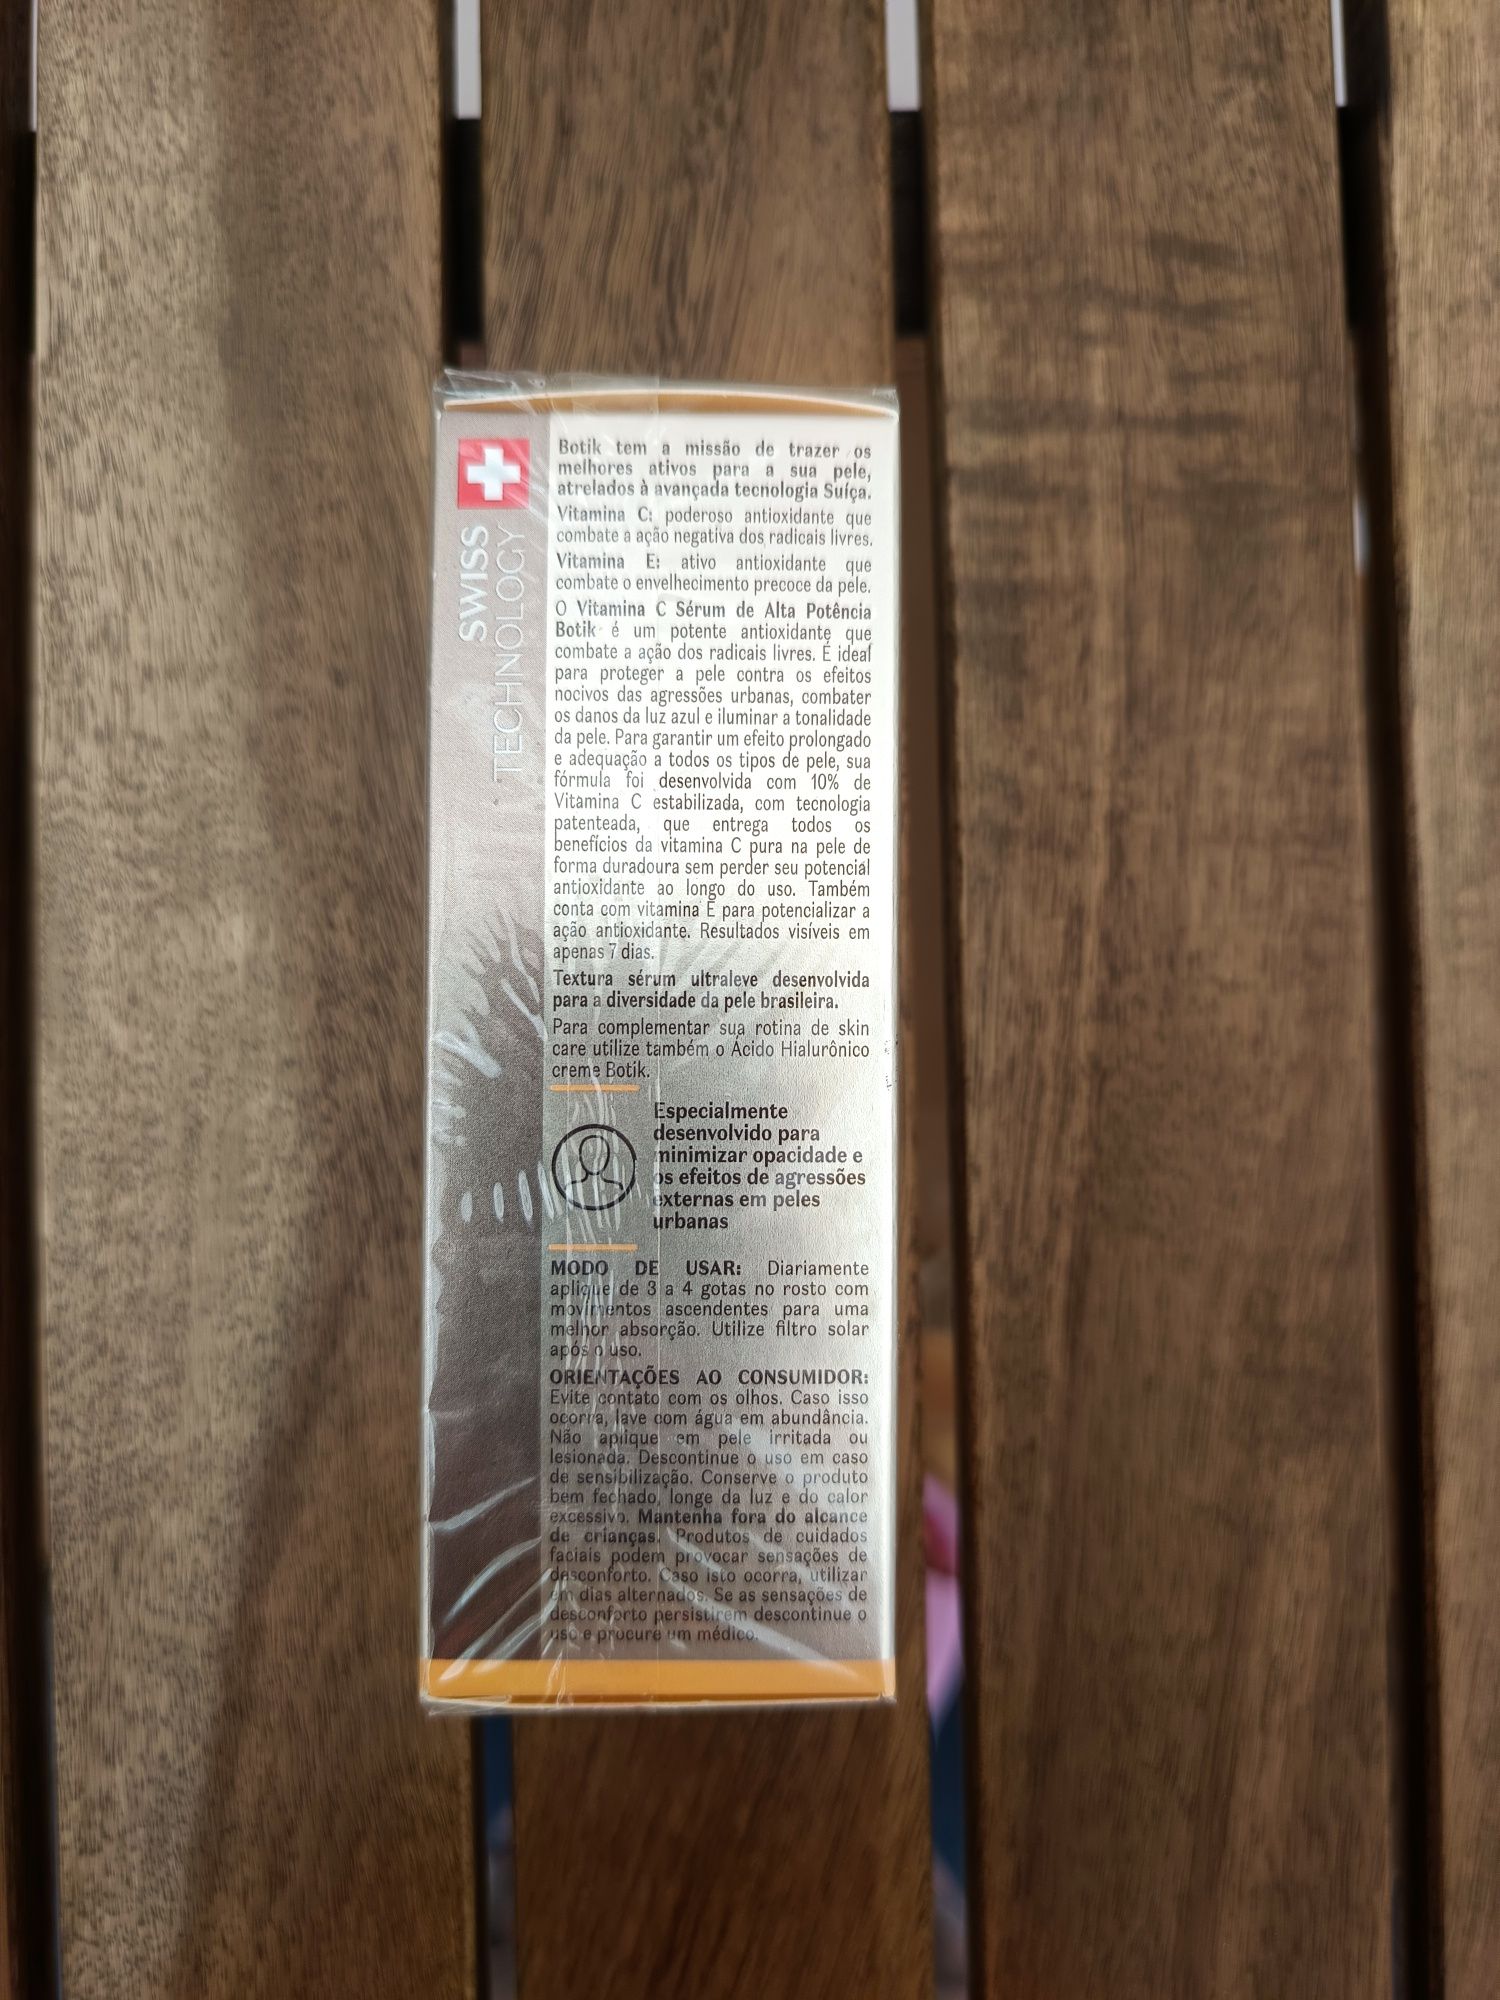 SWISS
TECHNOLOGY
Botik tem a missão de trazer os
melhores ativos para a sua pele,
atrelados à avançada tecnologia Suíça.
Vitamina C: poderoso antioxidante que
combate a ação negativa dos radicais livres.
Vitamina E: ativo antioxidante que
combate o envelhecimento precoce da pele.
O Vitamina C Sérum de Alta Potência
Botik é um potente antioxidante que
combate a ação dos radicais livres. É ideal
para proteger a pele contra os efeitos
nocivos das agressões urbanas, combater
os danos da luz azul e iluminar a tonalidade
da pele. Para garantir um efeito prolongado
e adequação a todos os tipos de pele, sua
fórmula foi desenvolvida com 10% de
Vitamina C estabilizada, com tecnologia
patenteada, que entrega todos os
benefícios da vitamina C pura na pele de
forma duradoura sem perder seu potencial
antioxidante ao longo do uso. Também
conta com vitamina E para potencializar a
ação antioxidante. Resultados visíveis em
apenas 7 dias.
Textura sérum ultraleve desenvolvida
para a diversidade da pele brasileira.
Para complementar sua rotina de skin
care utilize também o Ácido Hialurônico
creme Botik.
Especialmente
desenvolvido para
minimizar opacidade e
os efeitos de agressões
externas em peles
urbanas
MODO DE USAR: Diariamente
aplique de 3 a 4 gotas no rosto com
movimentos ascendentes para uma
melhor absorção. Utilize filtro solar
após o uso.
ORIENTAÇÕES AO CONSUMIDOR:
Evite contato com os olhos. Caso isso
ocorra, lave com água em abundância.
Não aplique em pele irritada ou
lesionada. Descontinue o uso em caso
de sensibilização. Conserve o produto
bem fechado, longe da luz e do calor
excessivo. Mantenha fora do alcance
de crianças. Produtos de cuidados
faciais podem provocar sensações de
desconforto. Caso isto ocorra, utilizar
em dias alternados. Se as sensações de
desconforto persistirem descontinue o
uso e procure um médico.